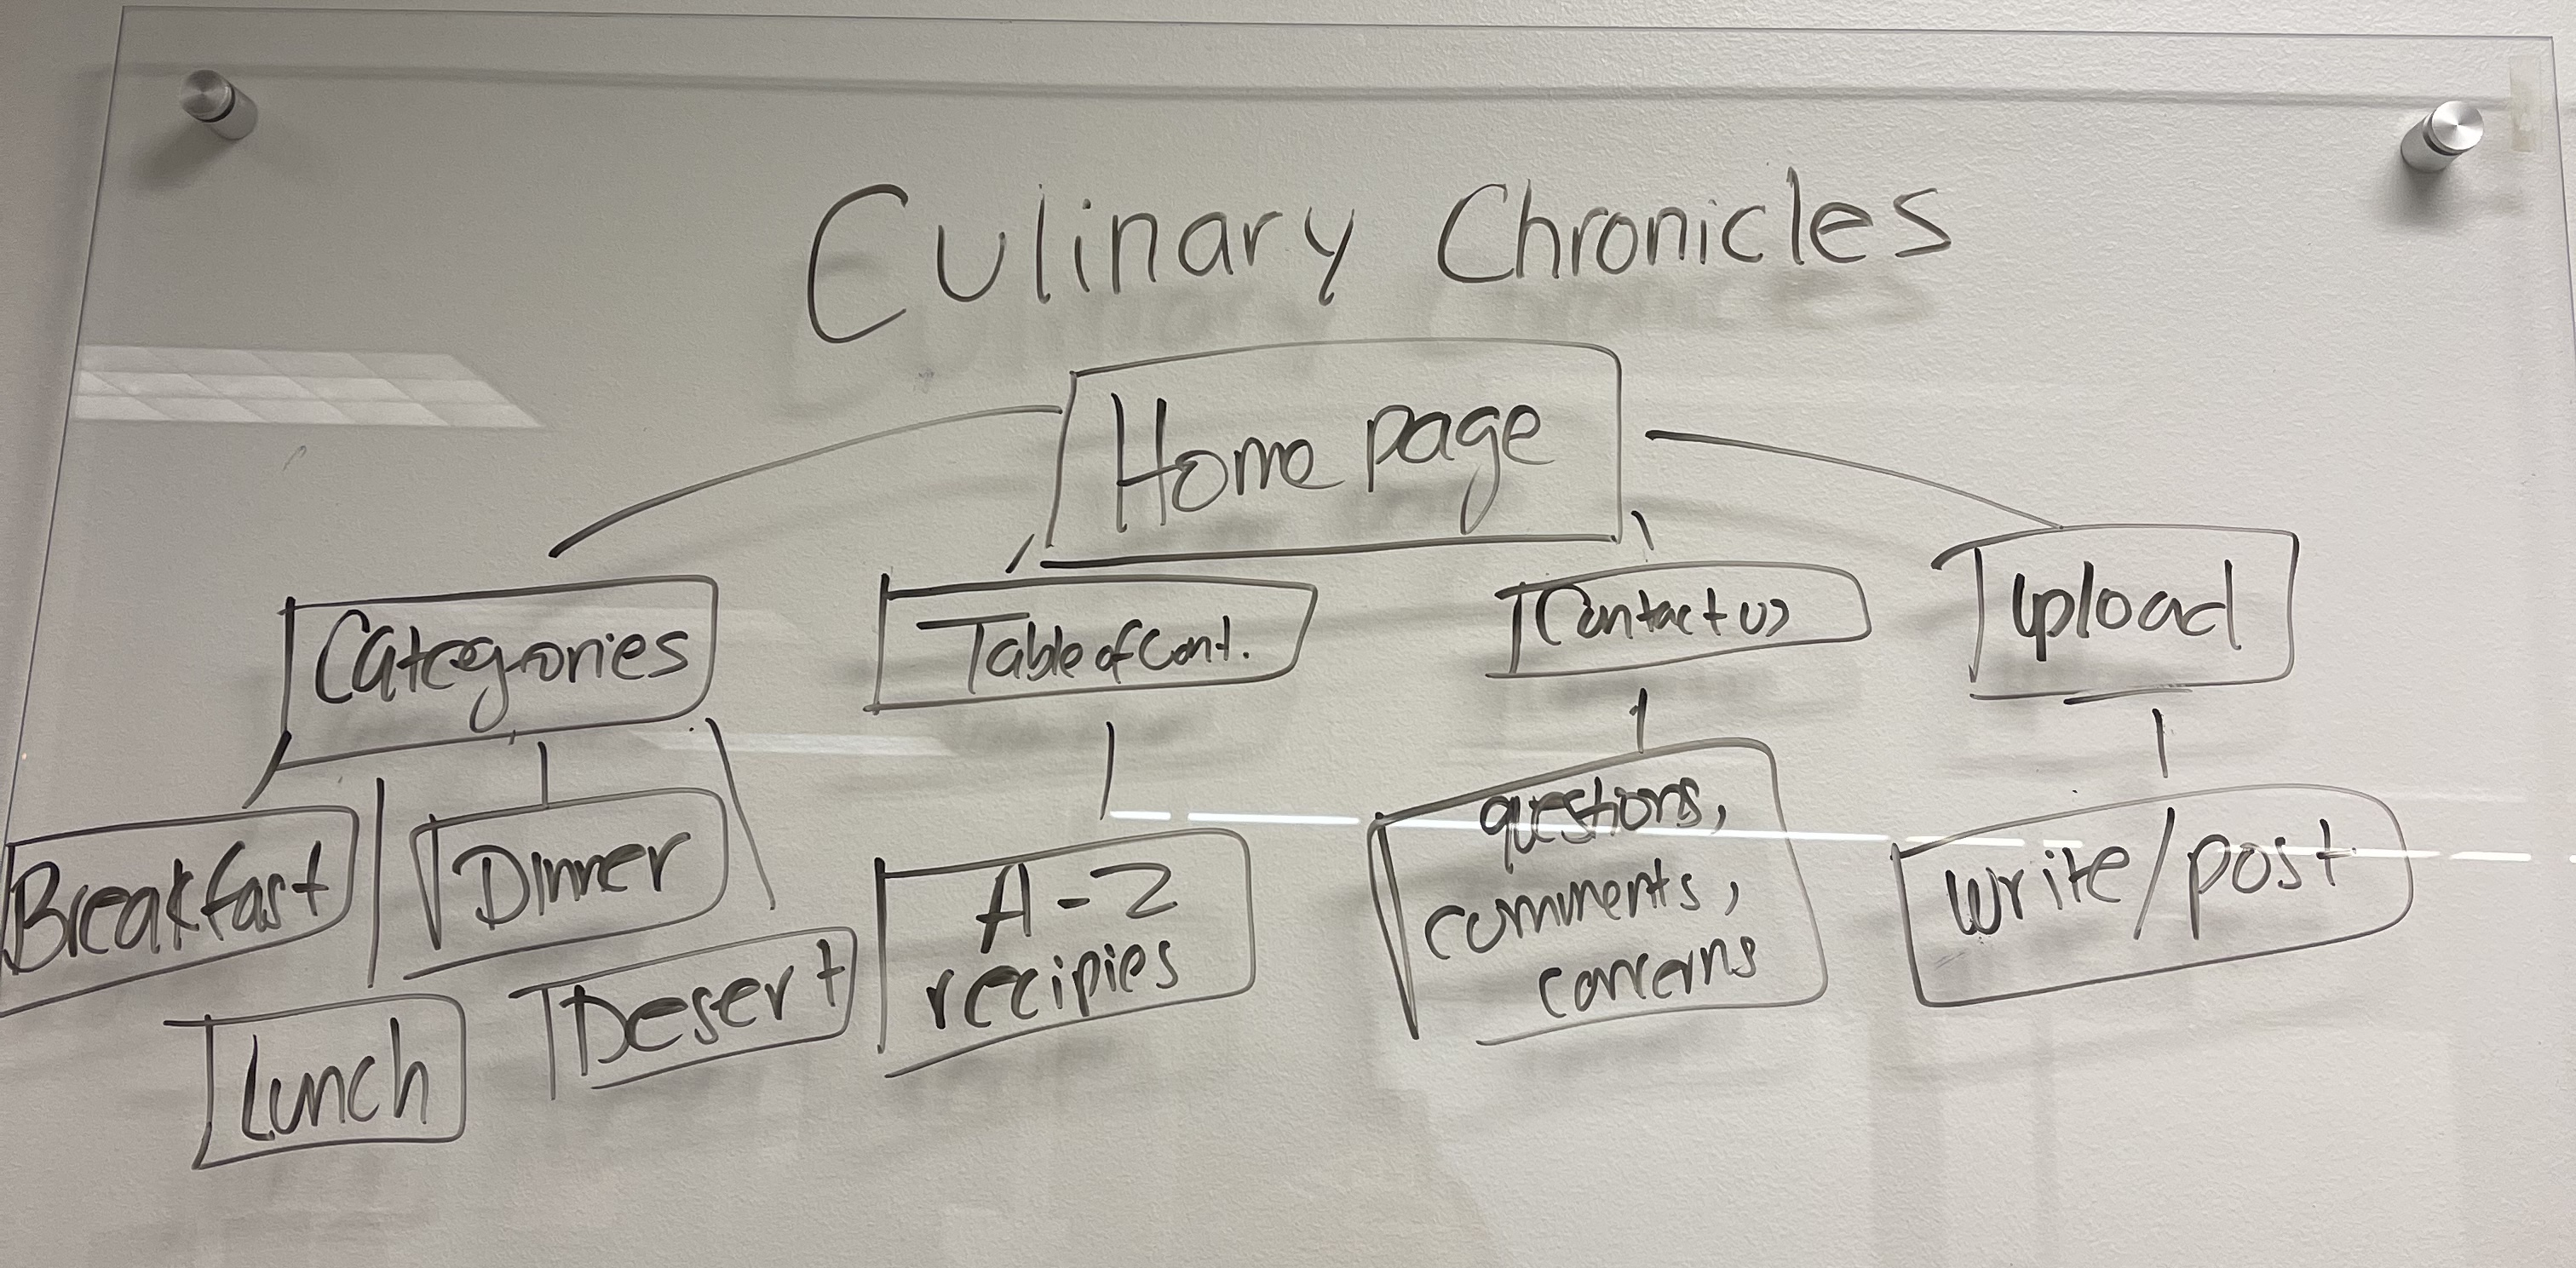 Culinary Chronicles
Home page
Categories
Table of Cont.
Contact us
Upload
Breakfast
Dinner
Lunch
Desert
A-Z
recipies
questions,
comments,
concerns
write/post